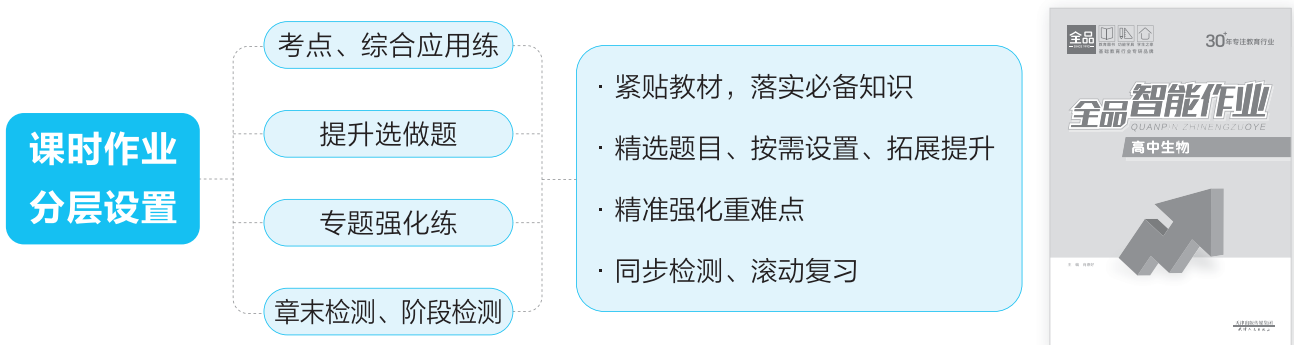 课时作业
分层设置
考点、综合应用练
提升选做题
专题强化练
章末检测、阶段检测
· 紧贴教材，落实必备知识
· 精选题目、按需设置、拓展提升
· 精准强化重难点
· 同步检测、滚动复习
全品
30+年专注教育行业
全品智能作业
QUANPIN ZHINENGZUOYE
高中生物